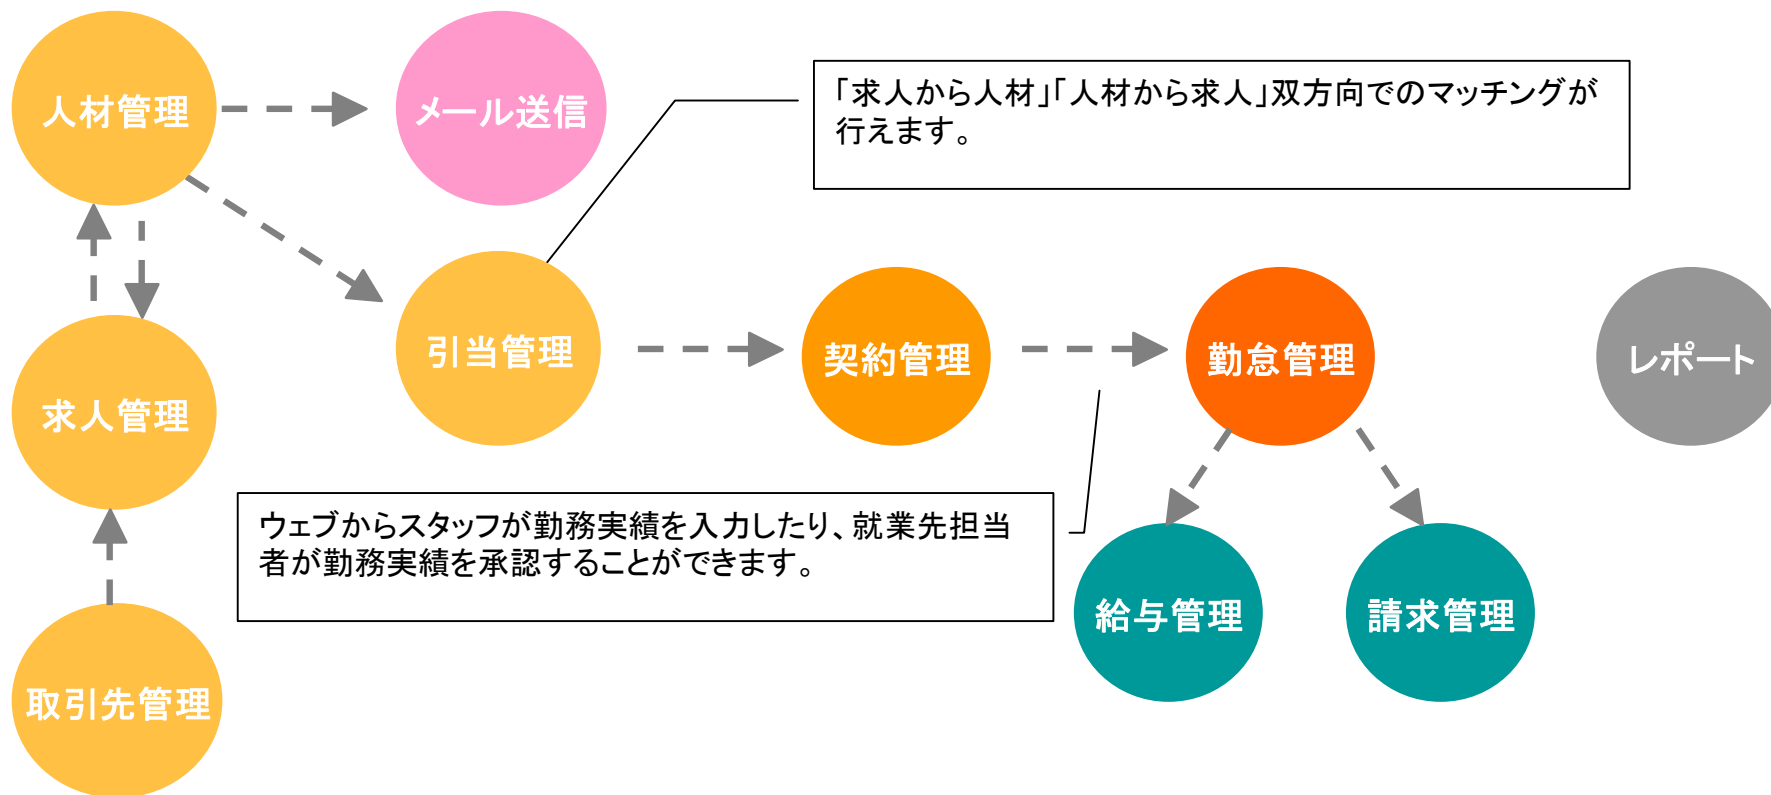 人材管理
メール送信
「求人から人材」「人材から求人」双方向でのマッチングが
行えます。
引当管理
契約管理
勤怠管理
レポート
求人管理
ウェブからスタッフが勤務実績を入力したり、就業先担当
者が勤務実績を承認することができます。
給与管理
請求管理
取引先管理